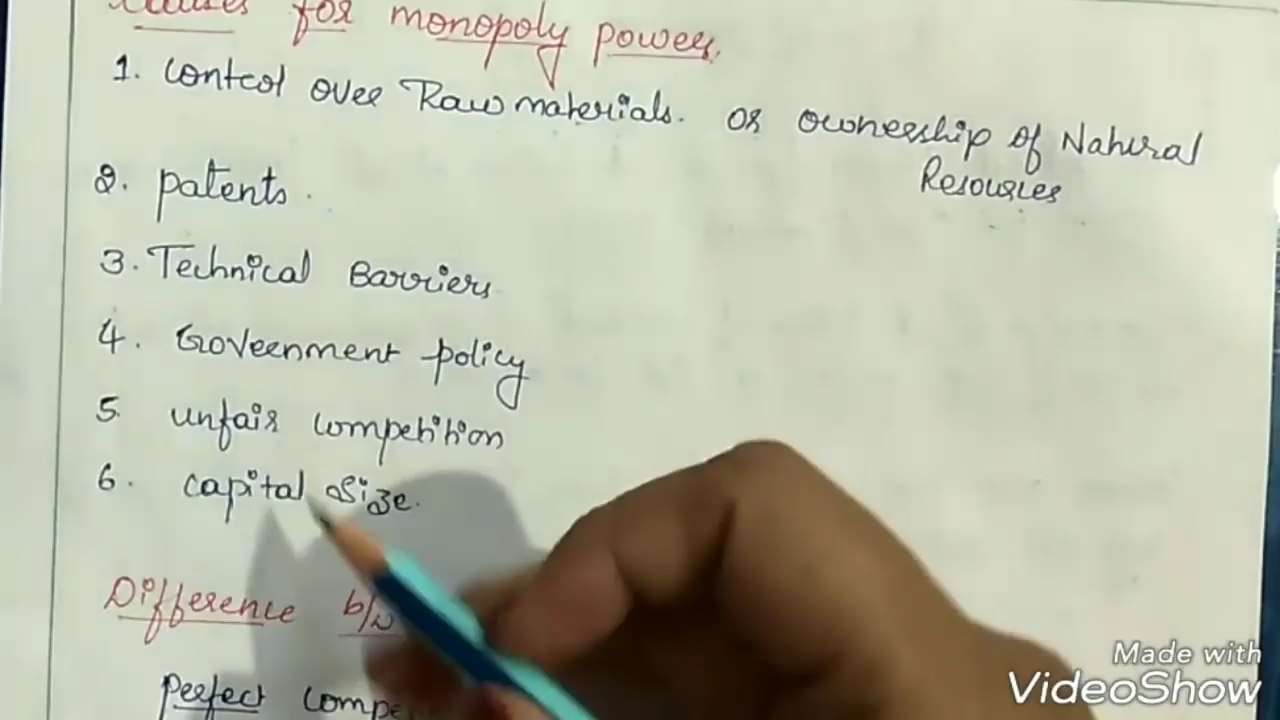 for monopoly power.
1. Control over Raw materials. or ownership of Natural
Resources
2. patents.
3. Technical Barriers
4. Government policy
5 unfair competition
6. capital size.
Difference b/w
perfect
Made with
VideoShow